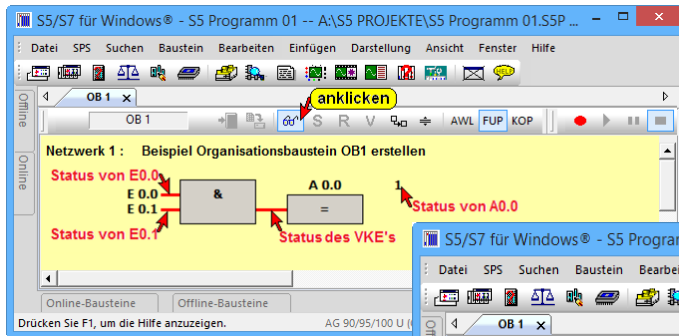 S5/S7 für Windows® - S5 Programm 01 -- A:\S5 PROJEKTE\S5 Programm 01.S5P ...
Datei SPS Suchen Baustein Bearbeiten Einfügen Darstellung Ansicht Fenster Hilfe
Offline
Online
OB 1 x
anklicken
OB 1
S R V AWL FUP KOP
Netzwerk 1 : Beispiel Organisationsbaustein OB1 erstellen
Status von E0.0
E 0.0
E 0.1
&
A 0.0
=
1
Status von A0.0
Status von E0.1
Status des VKE's
S5/S7 für Windows® - S5 Progra
Datei SPS Suchen Baustein Bearbei
OB 1 x
Online-Bausteine Offline-Bausteine
Drücken Sie F1, um die Hilfe anzuzeigen. AG 90/95/100 U